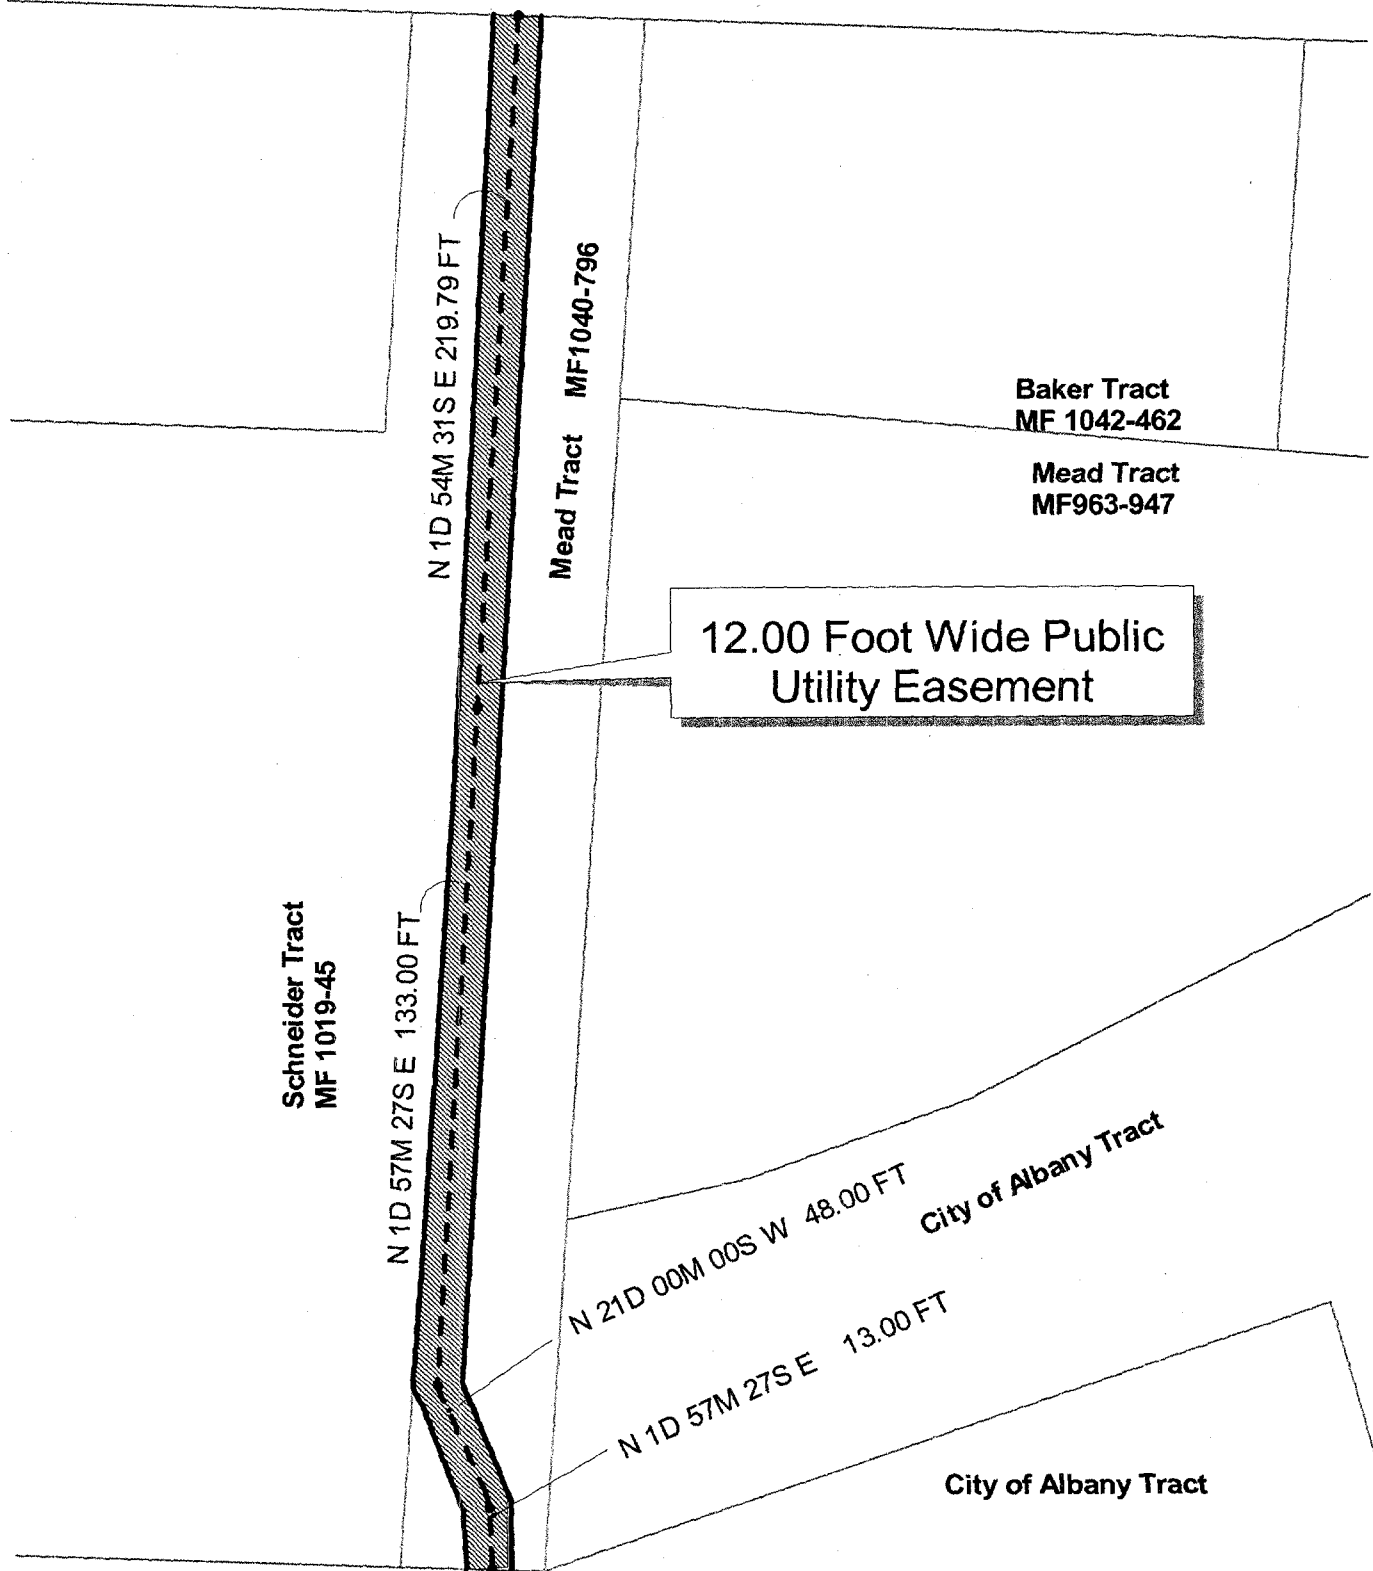 N 1D 54M 31S E 219.79 FT
Mead Tract MF1040-796
Baker Tract
MF 1042-462
Mead Tract
MF963-947
12.00 Foot Wide Public
Utility Easement
Schneider Tract
MF 1019-45
N 1D 57M 27S E 133.00 FT
N 21D 00M 00S W 48.00 FT
City of Albany Tract
N 1D 57M 27S E 13.00 FT
City of Albany Tract